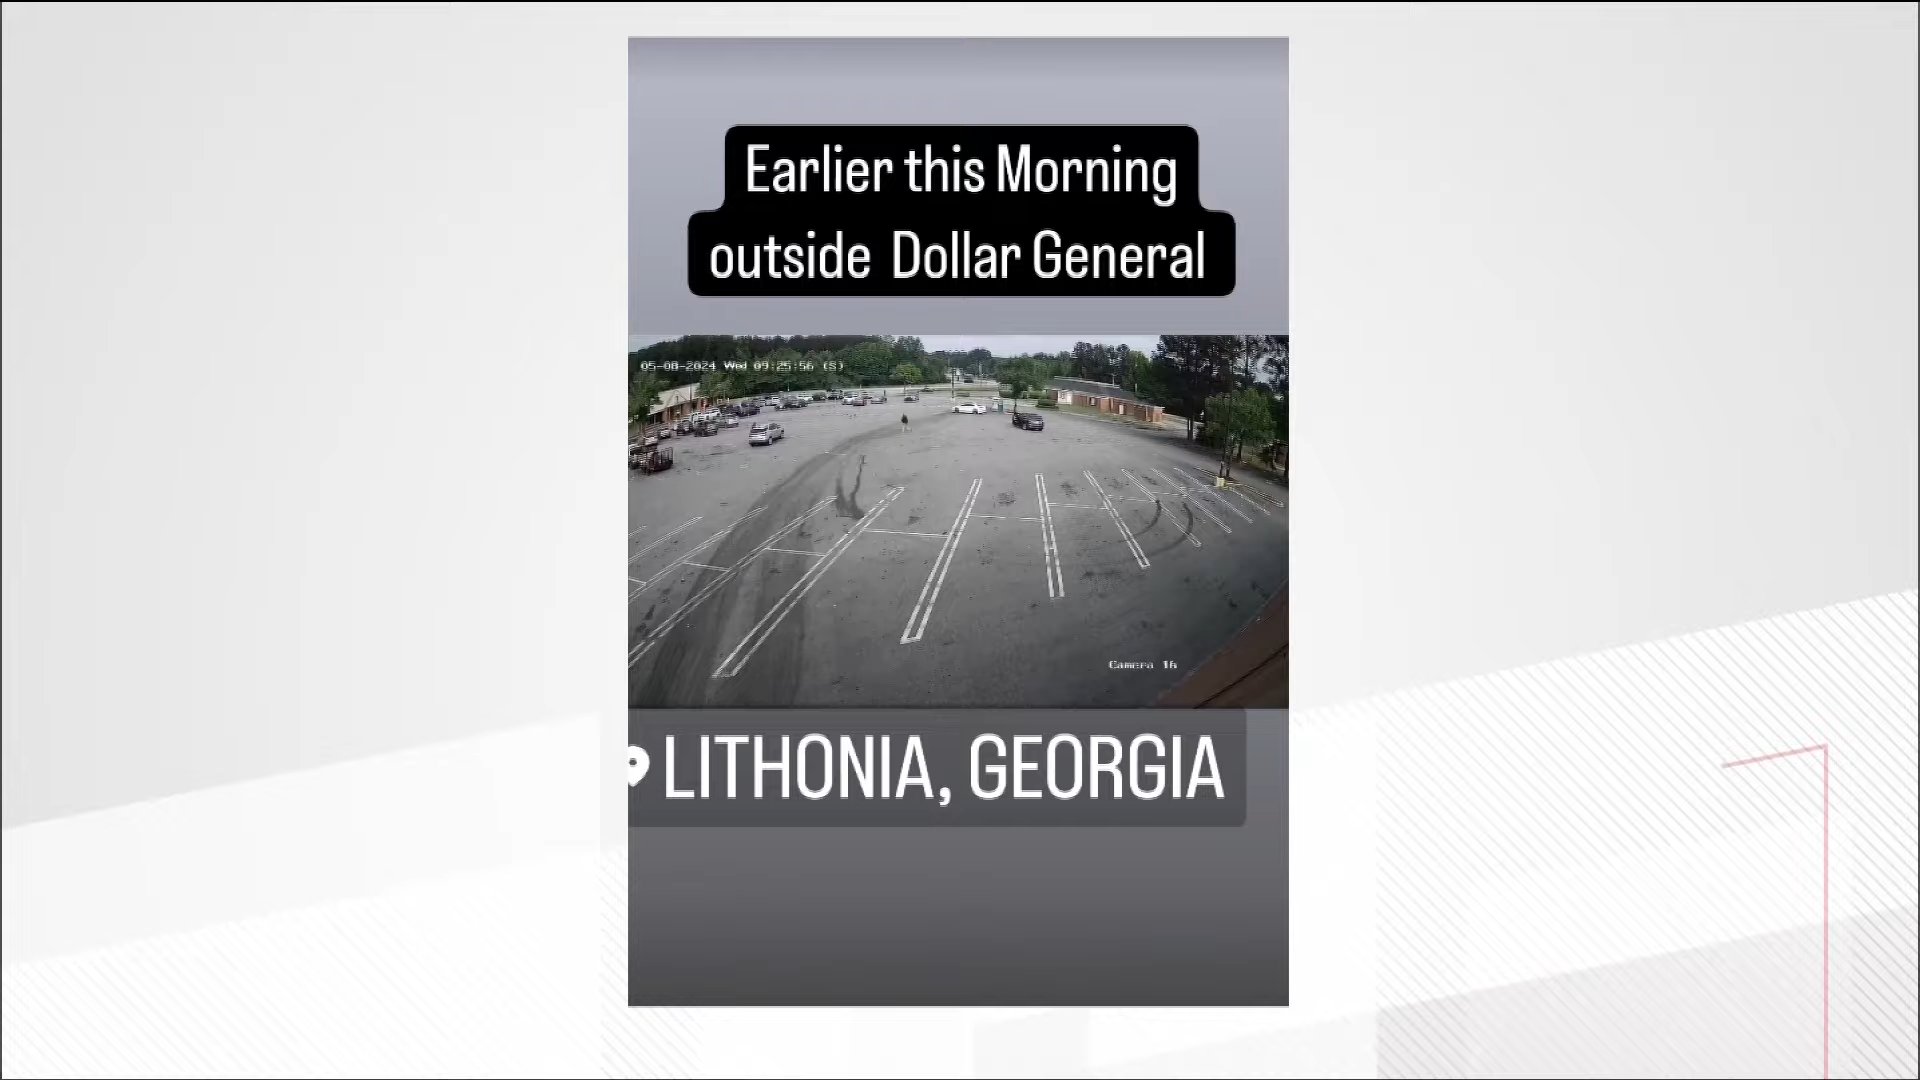 Earlier this Morning
outside Dollar General
05-08-2024 Wed 09:25:56 (S)
Camera 16
LITHONIA, GEORGIA